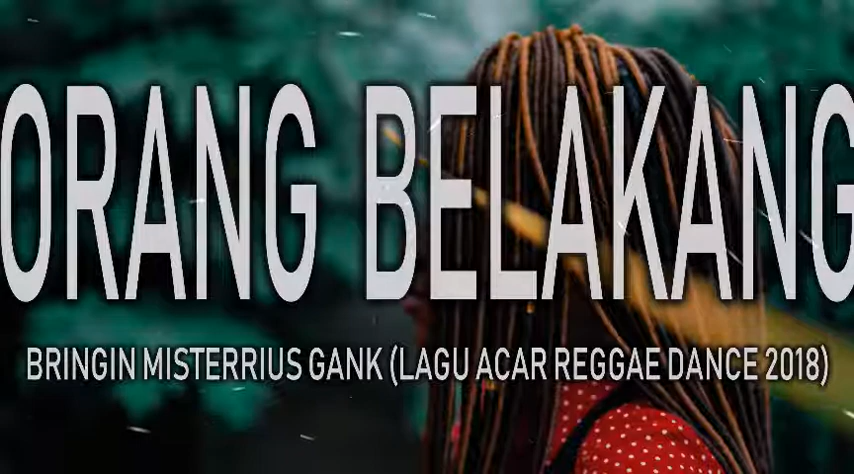 ORANG BELAKANG
BRINGIN MISTERRIUS GANK (LAGU ACAR REGGAE DANCE 2018)